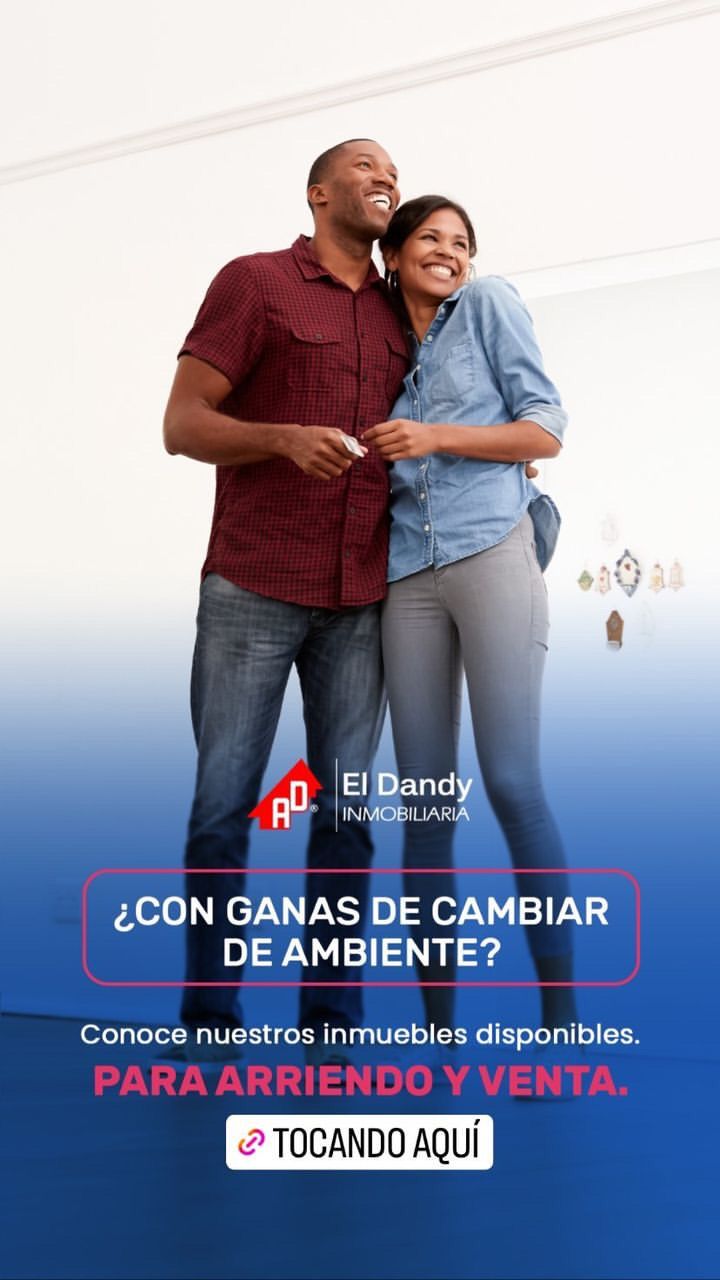 AD®
El Dandy
INMOBILIARIA
¿CON GANAS DE CAMBIAR
DE AMBIENTE?
Conoce nuestros inmuebles disponibles.
PARA ARRIENDO Y VENTA.
TOCANDO AQUÍ